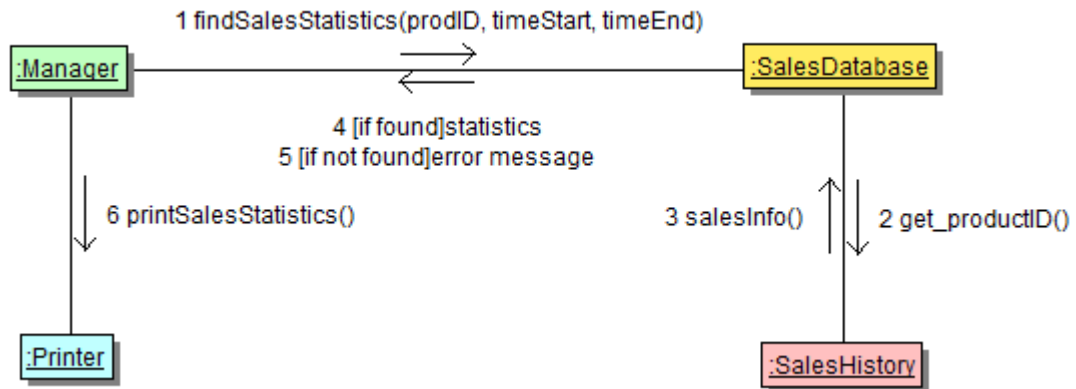 1 findSalesStatistics(prodID, timeStart, timeEnd)
:Manager
:SalesDatabase
4 [if found]statistics
5 [if not found]error message
6 printSalesStatistics()
3 salesInfo()
2 get_productID()
:Printer
:SalesHistory